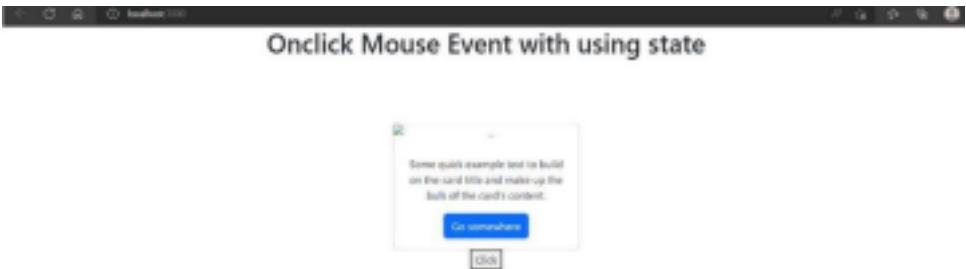 localhost
Onclick Mouse Event with using state
...
Some quick example text to build
on the card title and make up the
bulk of the card's content.
Go somewhere
Click